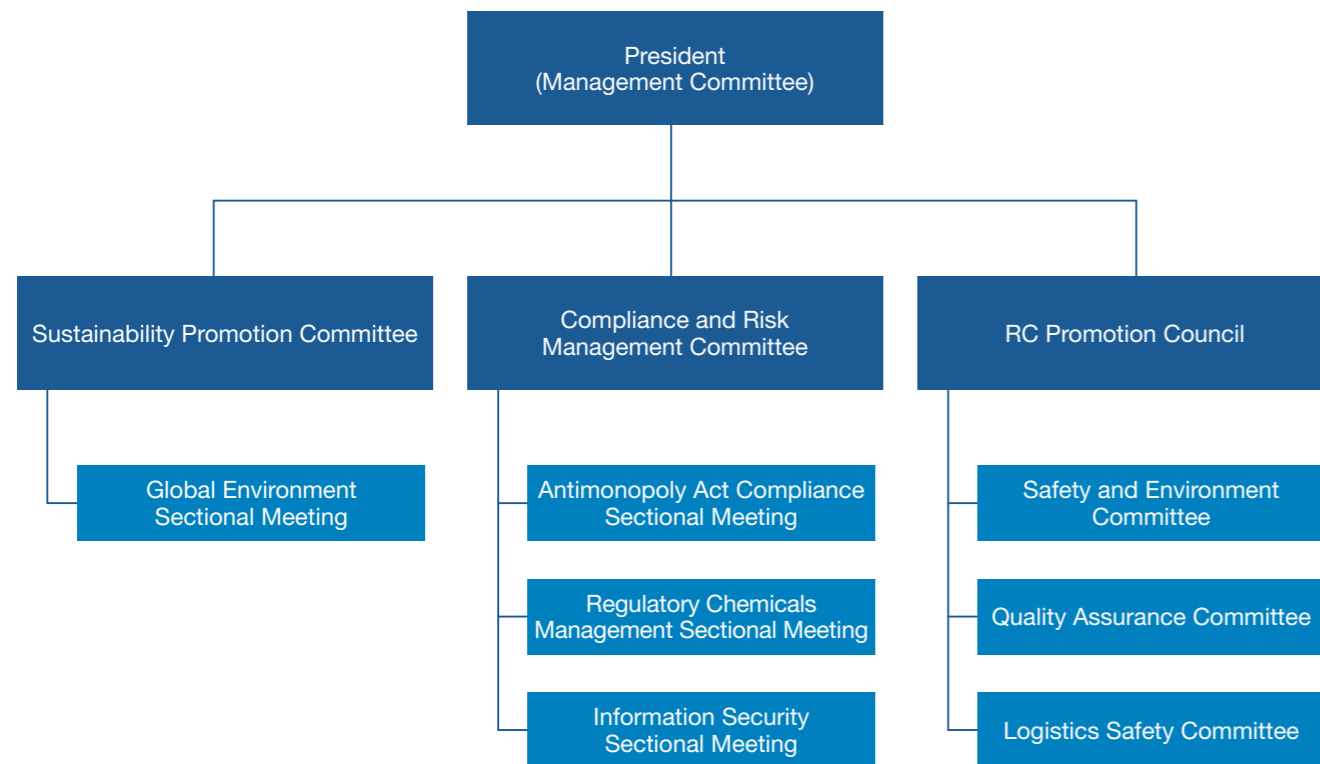 President
(Management Committee)
Sustainability Promotion Committee
Compliance and Risk
Management Committee
RC Promotion Council
Global Environment
Sectional Meeting
Antimonopoly Act Compliance
Sectional Meeting
Regulatory Chemicals
Management Sectional Meeting
Information Security
Sectional Meeting
Safety and Environment
Committee
Quality Assurance Committee
Logistics Safety Committee